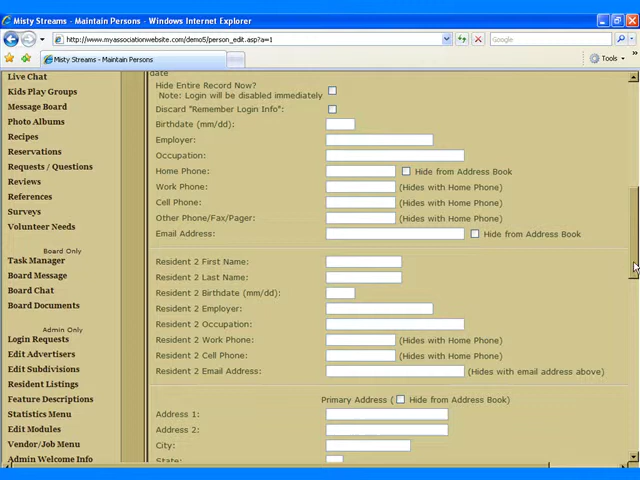 Misty Streams - Maintain Persons - Windows Internet Explorer
http://www.myassociationwebsite.com/demo5/person_edit.asp?a=1
Google
Misty Streams - Maintain Persons
Tools
Live Chat
Kids Play Groups
Message Board
Photo Albums
Recipes
Reservations
Requests / Questions
Reviews
References
Surveys
Volunteer Needs
Board Only
Task Manager
Board Message
Board Chat
Board Documents
Admin Only
Login Requests
Edit Advertisers
Edit Subdivisions
Resident Listings
Feature Descriptions
Statistics Menu
Edit Modules
Vendor/Job Menu
Admin Welcome Info
date
Hide Entire Record Now?
Note: Login will be disabled immediately
Discard "Remember Login Info":
Birthdate (mm/dd):
Employer:
Occupation:
Home Phone: Hide from Address Book
Work Phone: (Hides with Home Phone)
Cell Phone: (Hides with Home Phone)
Other Phone/Fax/Pager: (Hides with Home Phone)
Email Address: Hide from Address Book
Resident 2 First Name:
Resident 2 Last Name:
Resident 2 Birthdate (mm/dd):
Resident 2 Employer:
Resident 2 Occupation:
Resident 2 Work Phone: (Hides with Home Phone)
Resident 2 Cell Phone: (Hides with Home Phone)
Resident 2 Email Address: (Hides with email address above)
Primary Address ( Hide from Address Book)
Address 1:
Address 2:
City:
State: